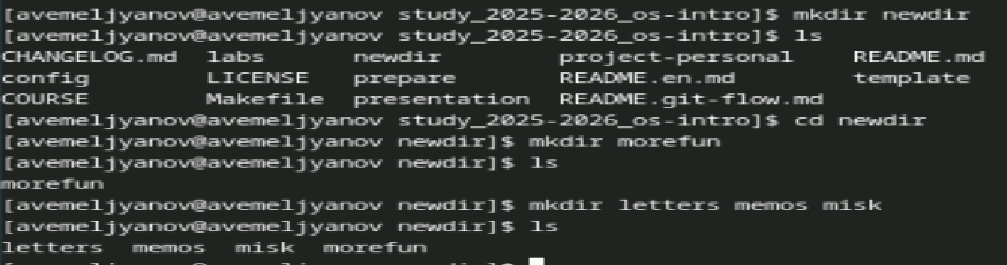 [avemeljyanov@avemeljyanov study_2025-2026_os-intro]$ mkdir newdir
[avemeljyanov@avemeljyanov study_2025-2026_os-intro]$ ls
CHANGELOG.md labs newdir project-personal README.md
config LICENSE prepare README.en.md template
COURSE Makefile presentation README.git-flow.md
[avemeljyanov@avemeljyanov study_2025-2026_os-intro]$ cd newdir
[avemeljyanov@avemeljyanov newdir]$ mkdir morefun
[avemeljyanov@avemeljyanov newdir]$ ls
morefun
[avemeljyanov@avemeljyanov newdir]$ mkdir letters memos misk
[avemeljyanov@avemeljyanov newdir]$ ls
letters memos misk morefun
[avemeljyanov@avemeljyanov newdir]$